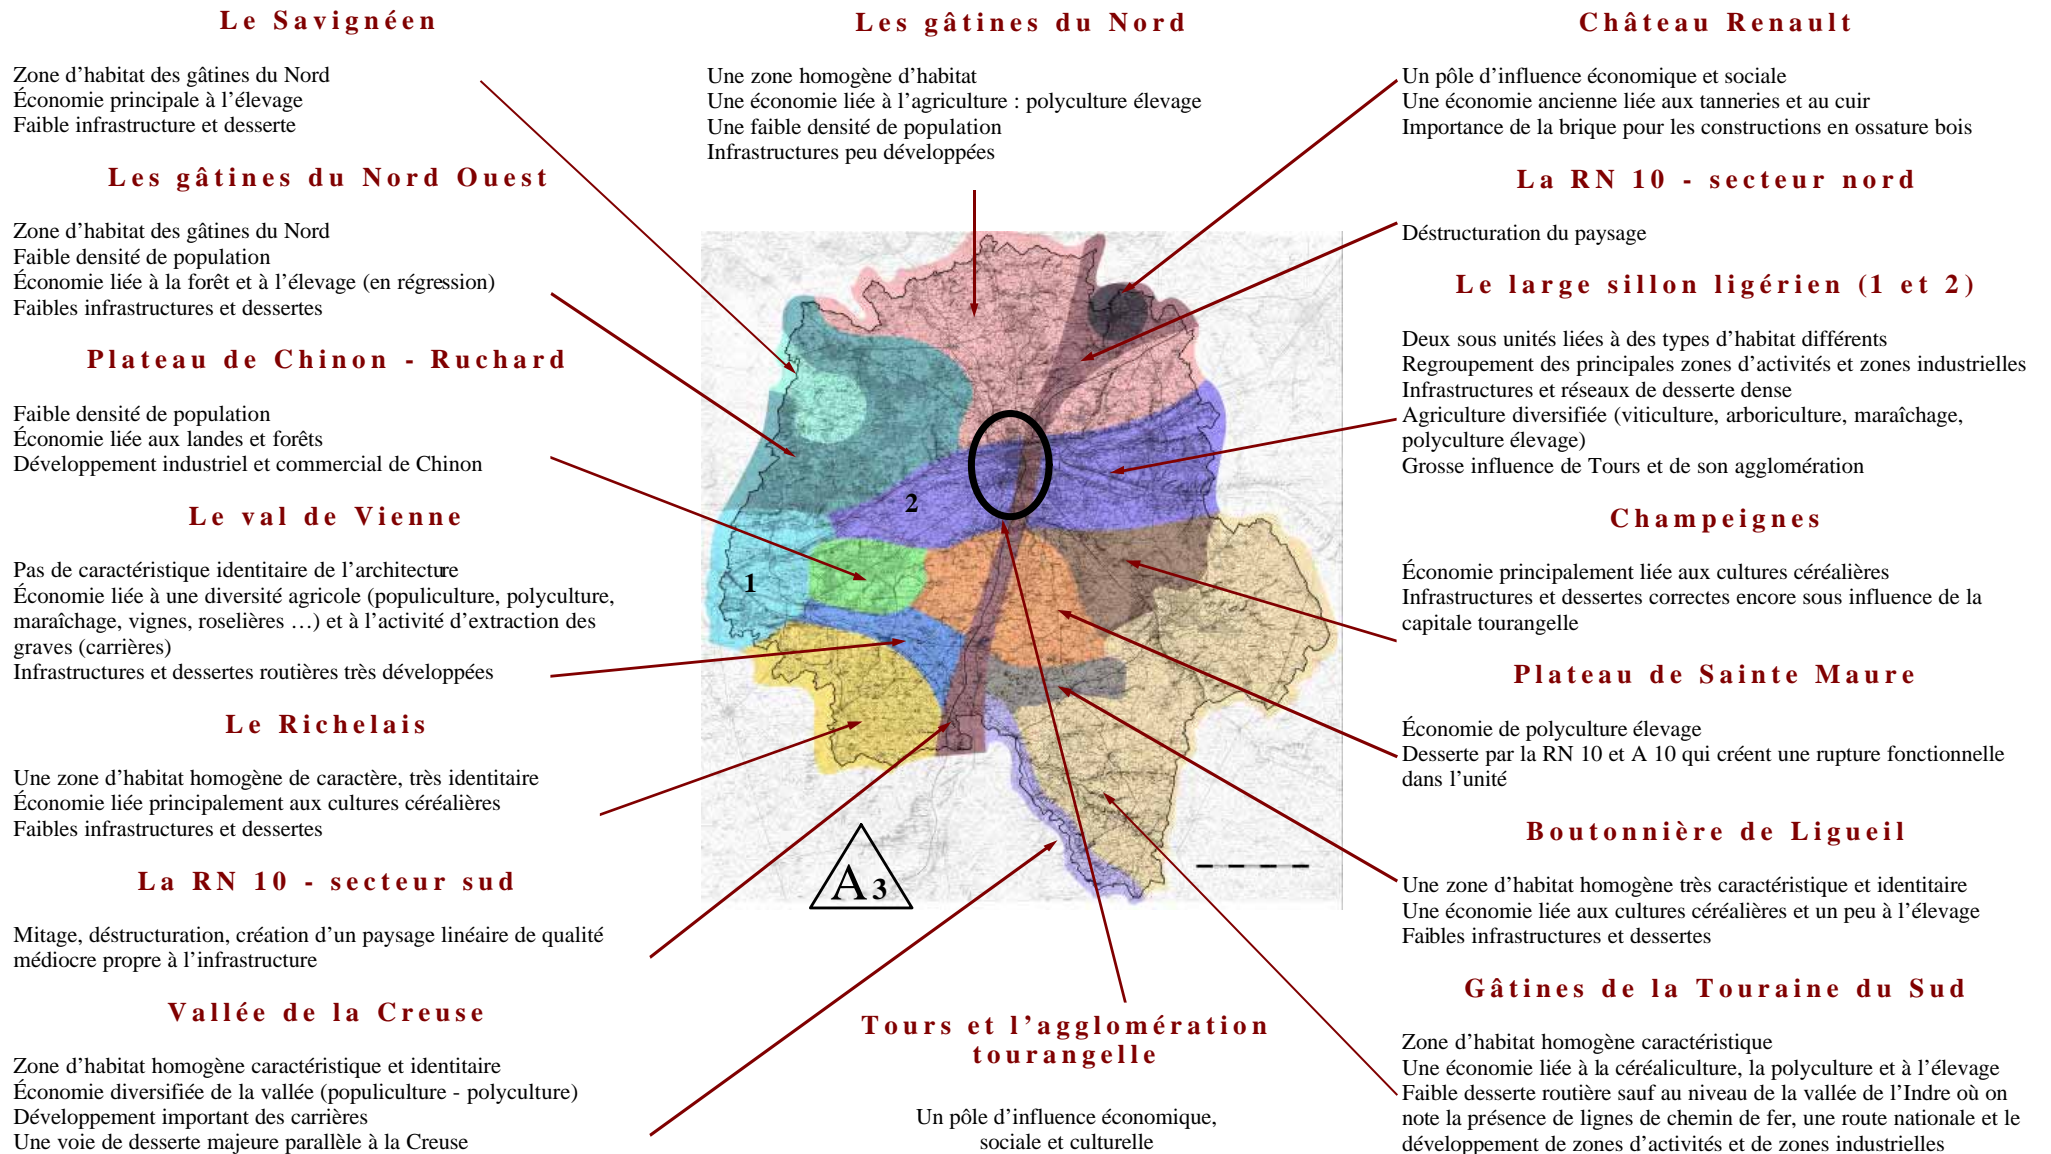 Le Savignéen
Zone d’habitat des gâtines du Nord
Économie principale à l’élevage
Faible infrastructure et desserte
Les gâtines du Nord Ouest
Zone d’habitat des gâtines du Nord
Faible densité de population
Économie liée à la forêt et à l’élevage (en régression)
Faibles infrastructures et dessertes
Plateau de Chinon - Ruchard
Faible densité de population
Économie liée aux landes et forêts
Développement industriel et commercial de Chinon
Le val de Vienne
Pas de caractéristique identitaire de l’architecture
Économie liée à une diversité agricole (populiculture, polyculture,
maraîchage, vignes, roselières …) et à l’activité d’extraction des
graves (carrières)
Infrastructures et dessertes routières très développées
Le Richelais
Une zone d’habitat homogène de caractère, très identitaire
Économie liée principalement aux cultures céréalières
Faibles infrastructures et dessertes
La RN 10 - secteur sud
Mitage, déstructuration, création d’un paysage linéaire de qualité
médiocre propre à l’infrastructure
Vallée de la Creuse
Zone d’habitat homogène caractéristique et identitaire
Économie diversifiée de la vallée (populiculture - polyculture)
Développement important des carrières
Une voie de desserte majeure parallèle à la Creuse
Les gâtines du Nord
Une zone homogène d’habitat
Une économie liée à l’agriculture : polyculture élevage
Une faible densité de population
Infrastructures peu développées
2
1
A 3
Tours et l’agglomération
tourangelle
Un pôle d’influence économique,
sociale et culturelle
Château Renault
Un pôle d’influence économique et sociale
Une économie ancienne liée aux tanneries et au cuir
Importance de la brique pour les constructions en ossature bois
La RN 10 - secteur nord
Déstructuration du paysage
Le large sillon ligérien (1 et 2)
Deux sous unités liées à des types d’habitat différents
Regroupement des principales zones d’activités et zones industrielles
Infrastructures et réseaux de desserte dense
Agriculture diversifiée (viticulture, arboriculture, maraîchage,
polyculture élevage)
Grosse influence de Tours et de son agglomération
Champeignes
Économie principalement liée aux cultures céréalières
Infrastructures et dessertes correctes encore sous influence de la
capitale tourangelle
Plateau de Sainte Maure
Économie de polyculture élevage
Desserte par la RN 10 et A 10 qui créent une rupture fonctionnelle
dans l’unité
Boutonnière de Ligueil
Une zone d’habitat homogène très caractéristique et identitaire
Une économie liée aux cultures céréalières et un peu à l’élevage
Faibles infrastructures et dessertes
Gâtines de la Touraine du Sud
Zone d’habitat homogène caractéristique
Une économie liée à la céréaliculture, la polyculture et à l’élevage
Faible desserte routière sauf au niveau de la vallée de l’Indre où on
note la présence de lignes de chemin de fer, une route nationale et le
développement de zones d’activités et de zones industrielles